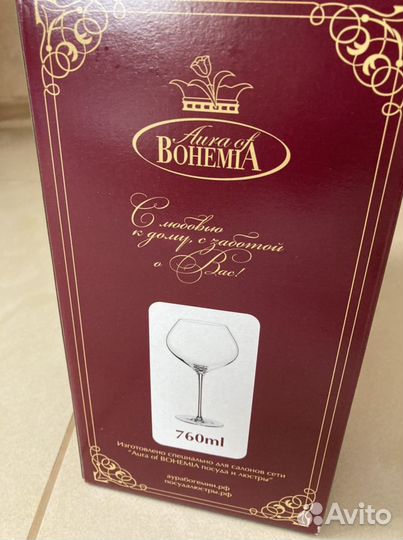 Aura of
BOHEMIA
С любовью
к дому, с заботой
о Вас!
760ml
Изготовлено специально для салонов сети
"Aura of BOHEMIA посуда и люстры"
аурабогемии.рф
посудалюстры.рф
Avito